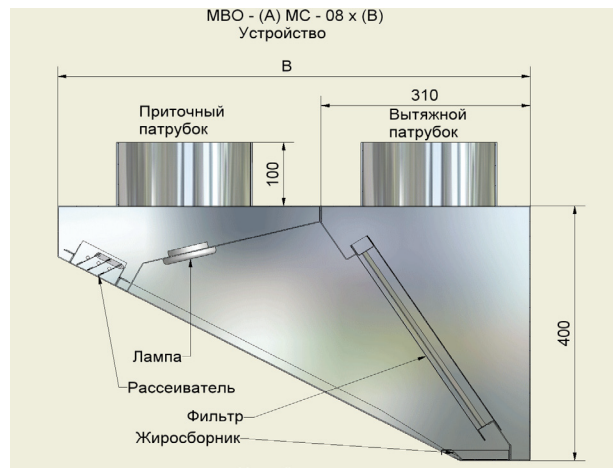 МВО - (А) МС - 08 х (В)
Устройство
В
310
Приточный
патрубок
Вытяжной
патрубок
100
400
Лампа
Рассеиватель
Фильтр
Жиросборник